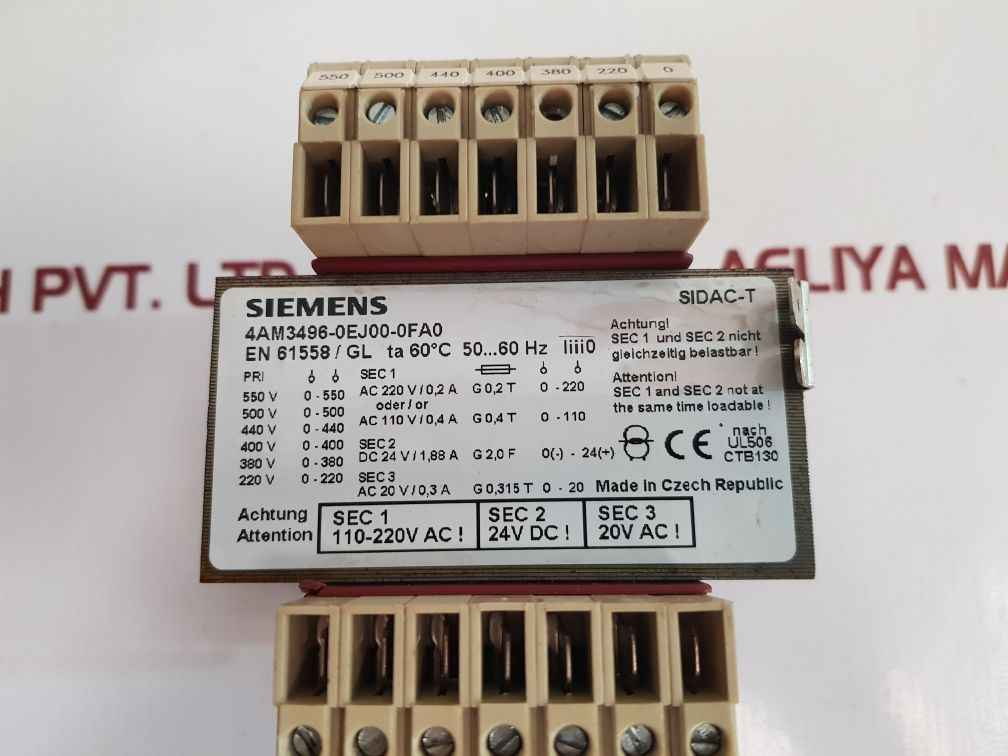 550 500 440 400 380 220 0
H PVT. LT
AGLIYA MA
SIEMENS
SIDAC-T
4AM3496-0EJ00-0FA0
EN 61558 / GL ta 60°C 50...60 Hz IiiiO
Achtung!
SEC 1 und SEC 2 nicht
gleichzeitig belastbar !
Attention!
SEC 1 and SEC 2 not at
the same time loadable !
PRI
550 V 0 - 550
500 V 0 - 500
440 V 0 - 440
400 V 0 - 400
380 V 0 - 380
220 V 0 - 220
SEC 1
AC 220 V / 0,2 A G 0,2 T 0 - 220
oder / or
AC 110 V / 0,4 A G 0,4 T 0 - 110
SEC 2
DC 24 V / 1,88 A G 2,0 F 0(-) - 24(+)
SEC 3
AC 20 V / 0,3 A G 0,315 T 0 - 20
CE * nach
UL506
CTB130
Made in Czech Republic
Achtung
Attention
SEC 1
110-220V AC !
SEC 2
24V DC !
SEC 3
20V AC !